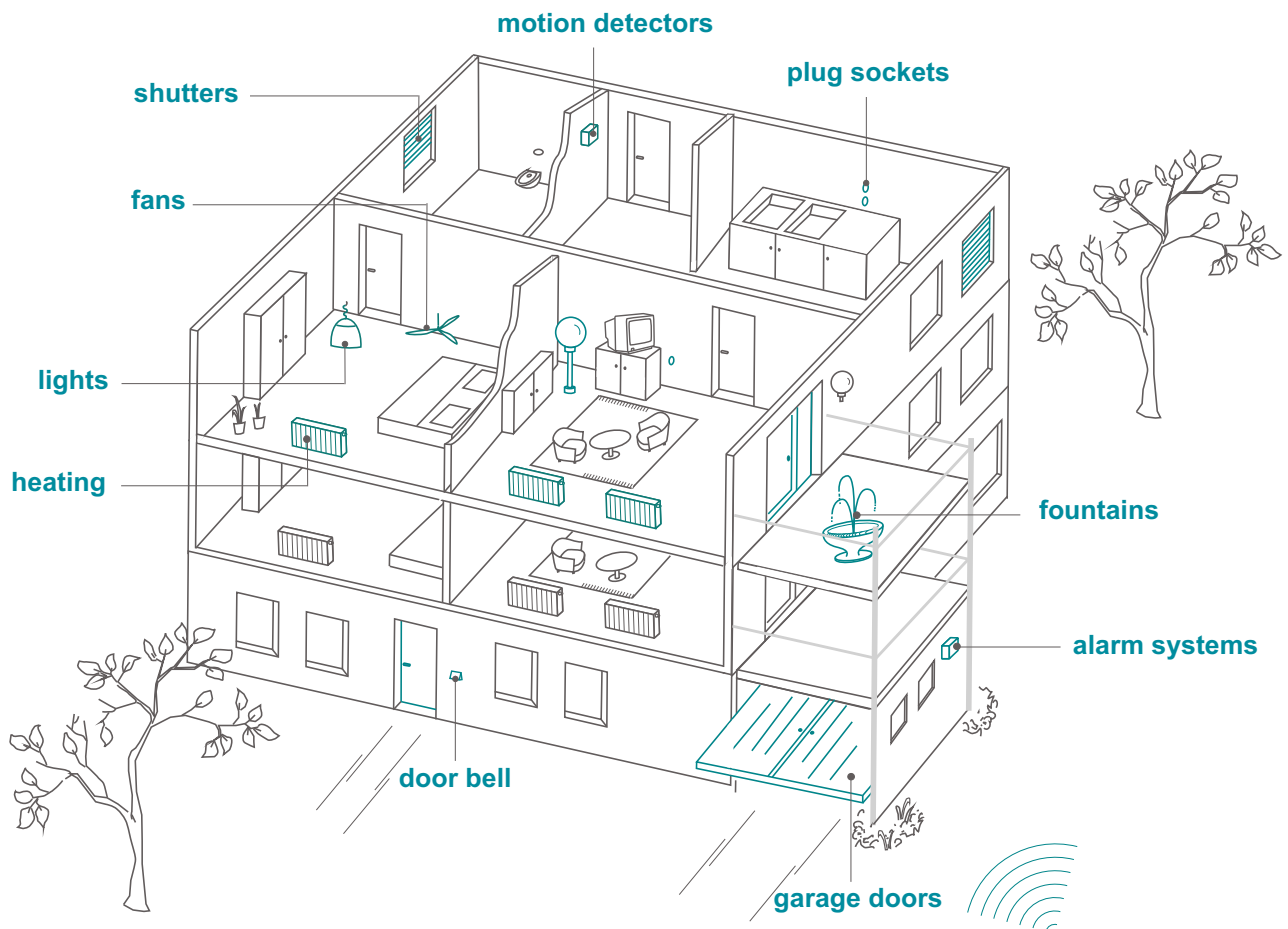 motion detectors
plug sockets
shutters
fans
lights
heating
fountains
alarm systems
door bell
garage doors